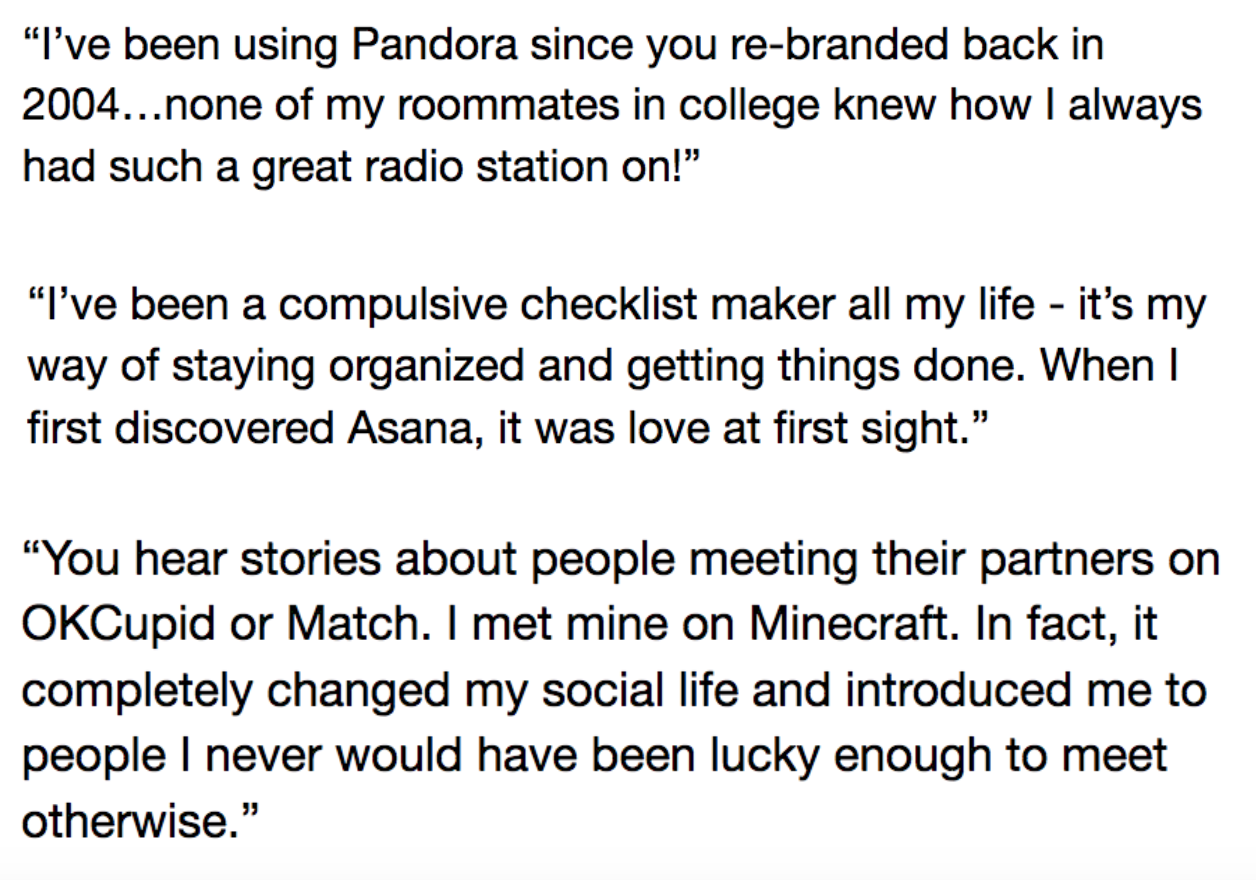 “I’ve been using Pandora since you re-branded back in
2004…none of my roommates in college knew how I always
had such a great radio station on!”
“I’ve been a compulsive checklist maker all my life - it’s my
way of staying organized and getting things done. When I
first discovered Asana, it was love at first sight.”
“You hear stories about people meeting their partners on
OKCupid or Match. I met mine on Minecraft. In fact, it
completely changed my social life and introduced me to
people I never would have been lucky enough to meet
otherwise.”